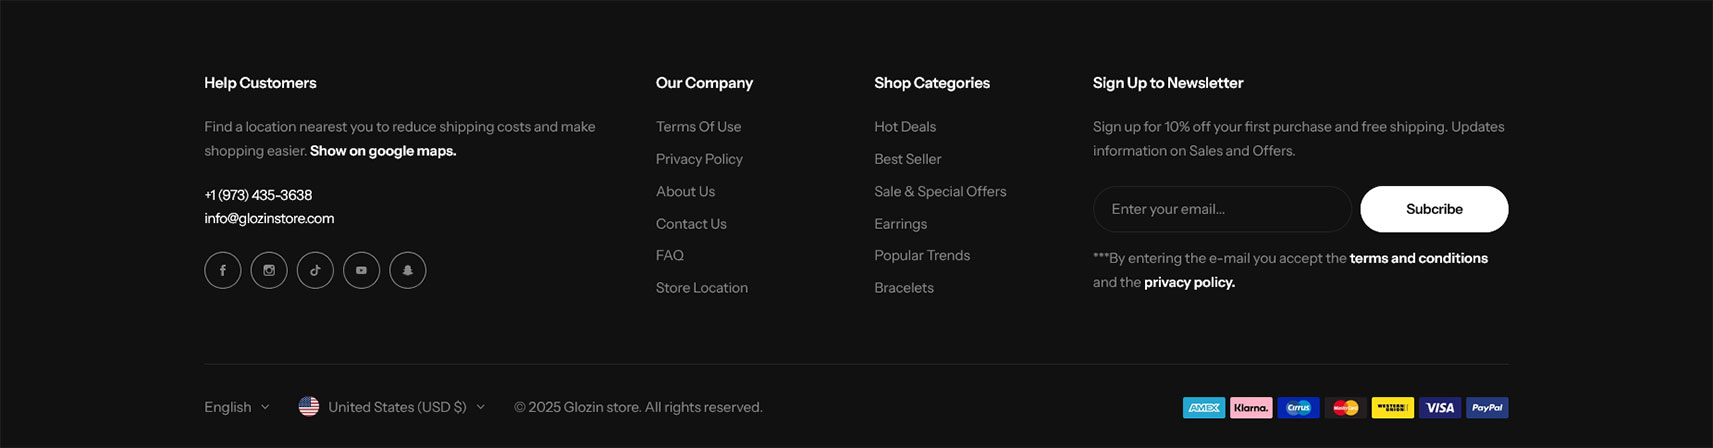 Help Customers
Find a location nearest you to reduce shipping costs and make
shopping easier. Show on google maps.
+1 (973) 435-3638
info@glozinstore.com
Our Company
Terms Of Use
Privacy Policy
About Us
Contact Us
FAQ
Store Location
Shop Categories
Hot Deals
Best Seller
Sale & Special Offers
Earrings
Popular Trends
Bracelets
Sign Up to Newsletter
Sign up for 10% off your first purchase and free shipping. Updates
information on Sales and Offers.
Enter your email...
Subcribe
***By entering the e-mail you accept the terms and conditions
and the privacy policy.
English
United States (USD $)
© 2025 Glozin store. All rights reserved.
AMEX
Klarna.
Cirrus
MasterCard
WESTERN UNION
VISA
PayPal